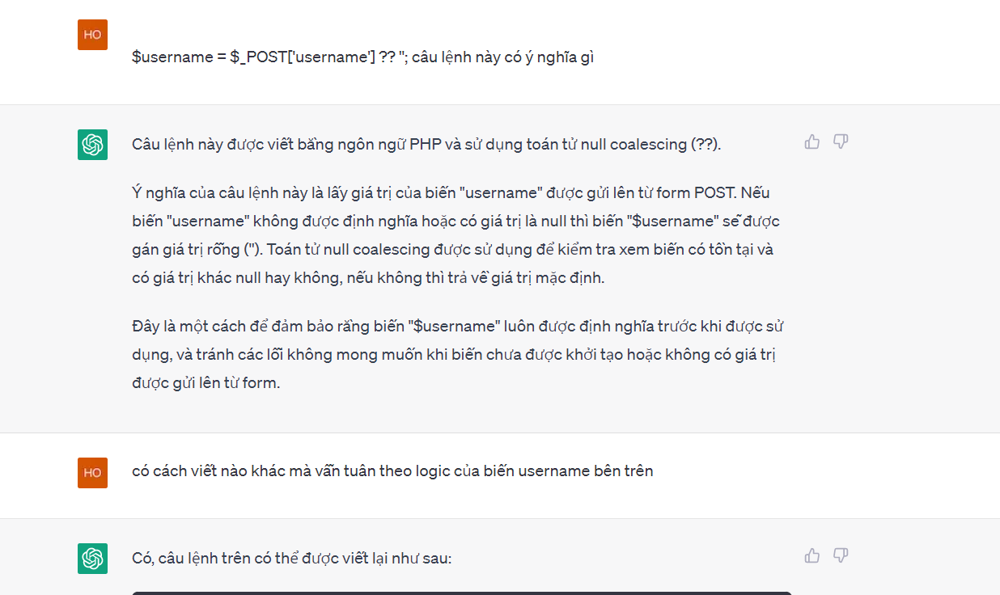 HO
$username = $_POST['username'] ?? ''; câu lệnh này có ý nghĩa gì
Câu lệnh này được viết bằng ngôn ngữ PHP và sử dụng toán tử null coalescing (??).
Ý nghĩa của câu lệnh này là lấy giá trị của biến "username" được gửi lên từ form POST. Nếu
biến "username" không được định nghĩa hoặc có giá trị là null thì biến "$username" sẽ được
gán giá trị rỗng (''). Toán tử null coalescing được sử dụng để kiểm tra xem biến có tồn tại và
có giá trị khác null hay không, nếu không thì trả về giá trị mặc định.
Đây là một cách để đảm bảo rằng biến "$username" luôn được định nghĩa trước khi được sử
dụng, và tránh các lỗi không mong muốn khi biến chưa được khởi tạo hoặc không có giá trị
được gửi lên từ form.
HO
có cách viết nào khác mà vẫn tuân theo logic của biến username bên trên
Có, câu lệnh trên có thể được viết lại như sau: